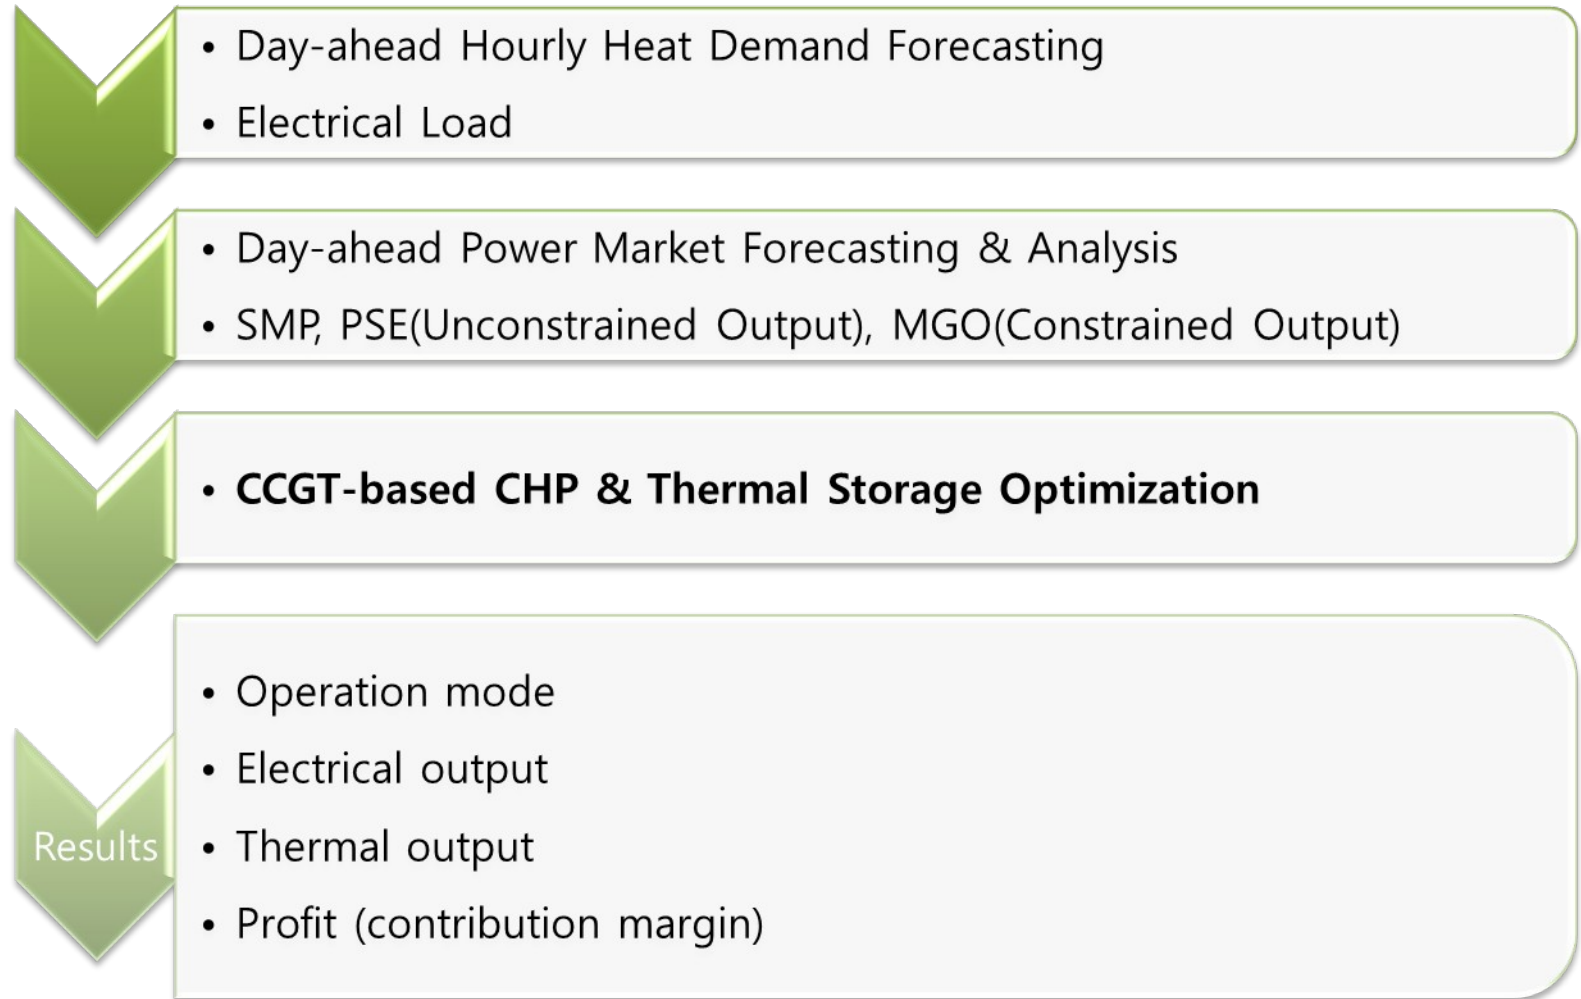 • Day-ahead Hourly Heat Demand Forecasting
• Electrical Load
• Day-ahead Power Market Forecasting & Analysis
• SMP, PSE(Unconstrained Output), MGO(Constrained Output)
• CCGT-based CHP & Thermal Storage Optimization
Results
• Operation mode
• Electrical output
• Thermal output
• Profit (contribution margin)